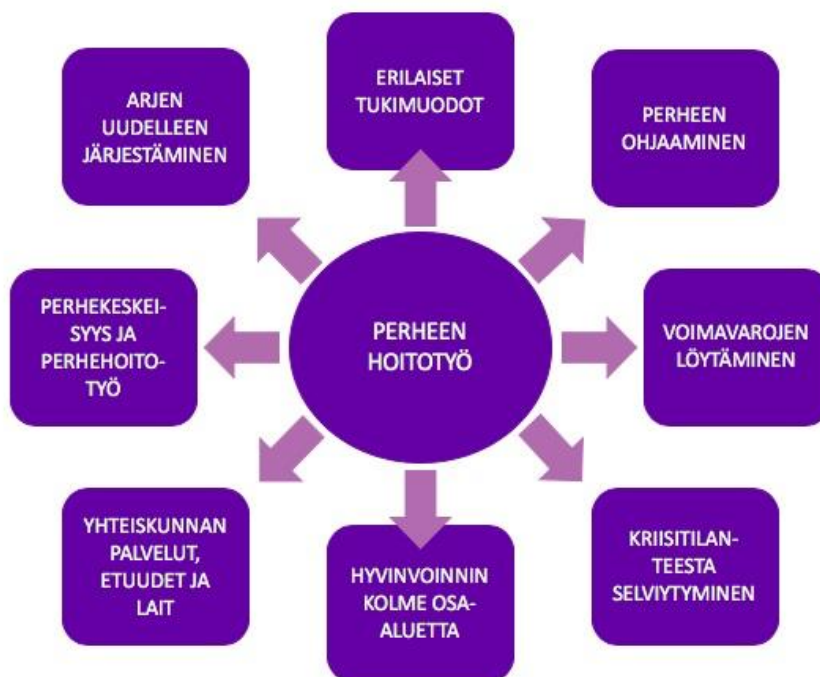 ERILAISET
TUKIMUODOT
ARJEN
UUDELLEEN
JÄRJESTÄMINEN
PERHEEN
OHJAAMINEN
PERHEKESKEI-
SYYS JA
PERHEHOITO-
TYÖ
PERHEEN
HOITOTYÖ
VOIMAVAROJEN
LÖYTÄMINEN
YHTEISKUNNAN
PALVELUT,
ETUUDET JA
LAIT
HYVINVOINNIN
KOLME OSA-
ALUETTA
KRIISITILAN-
TEESTA
SELVIYTYMINEN